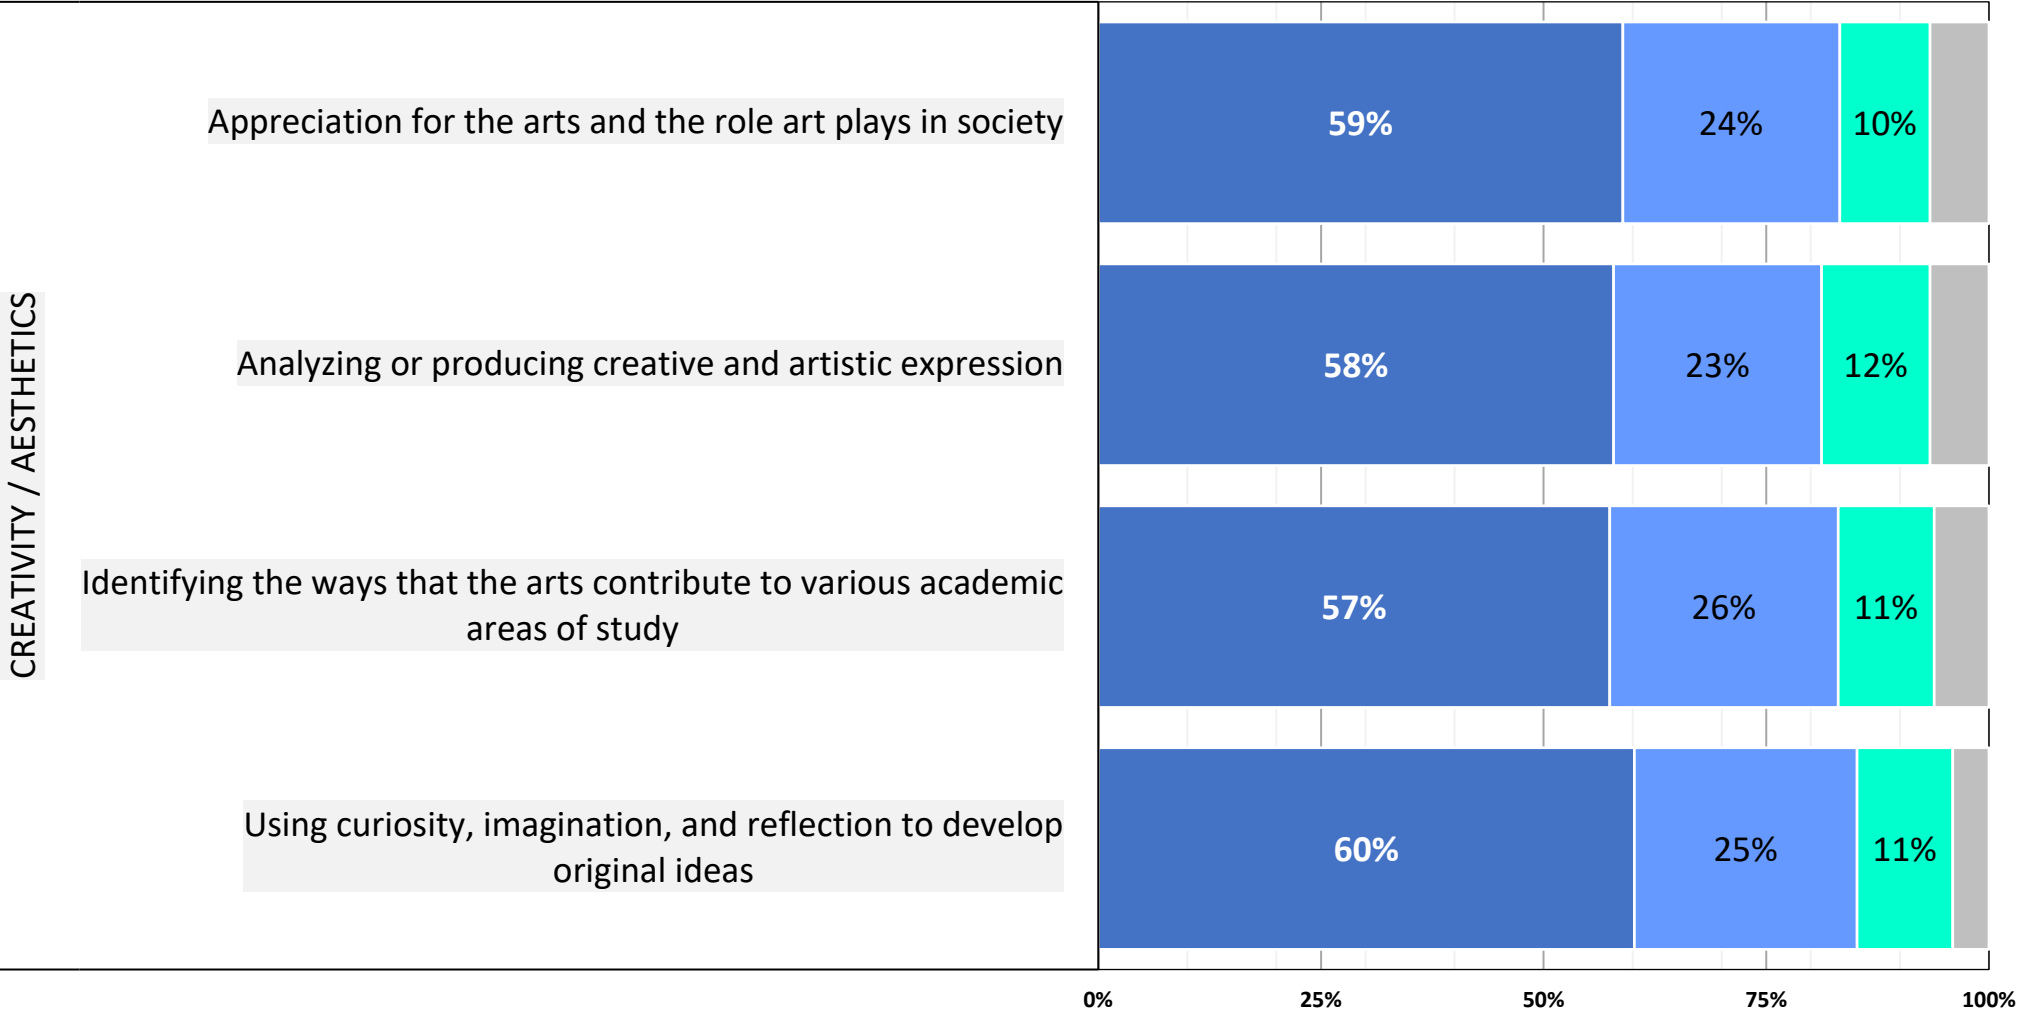 CREATIVITY / AESTHETICS
Appreciation for the arts and the role art plays in society
59%
24%
10%
Analyzing or producing creative and artistic expression
58%
23%
12%
Identifying the ways that the arts contribute to various academic
areas of study
57%
26%
11%
Using curiosity, imagination, and reflection to develop
original ideas
60%
25%
11%
0%
25%
50%
75%
100%